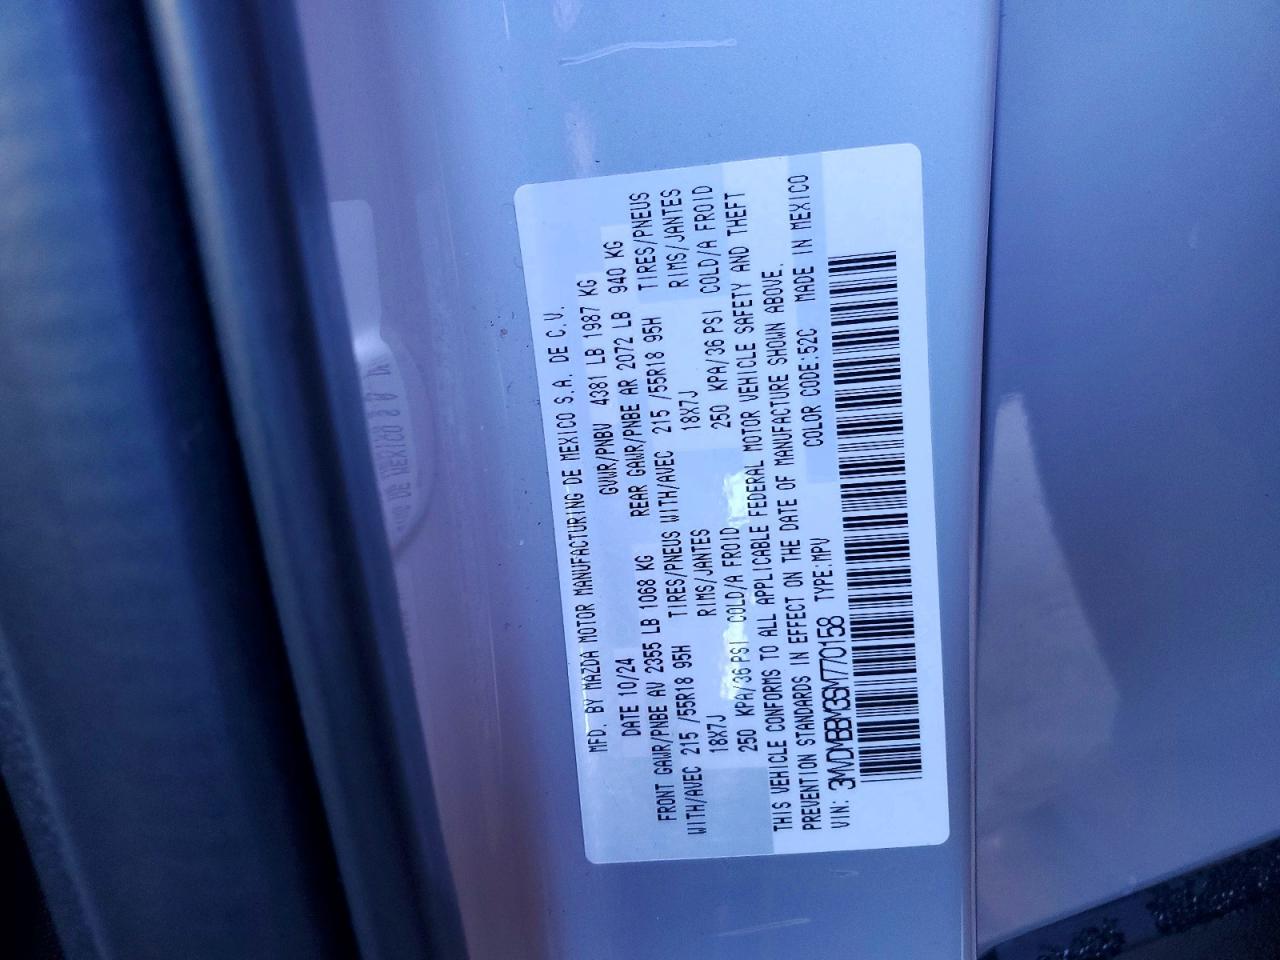 MFD. BY MAZDA MOTOR MANUFACTURING DE MEXICO S.A. DE C.V.
DATE 10/24 GVWR/PNBV 4381 LB 1987 KG
FRONT GAWR/PNBE AV 2355 LB 1068 KG REAR GAWR/PNBE AR 2072 LB 940 KG
WITH/AVEC 215 /55R18 95H TIRES/PNEUS WITH/AVEC 215 /55R18 95H TIRES/PNEUS
18X7J RIMS/JANTES 18X7J RIMS/JANTES
250 KPA/36 PSI COLD/A FROID 250 KPA/36 PSI COLD/A FROID
THIS VEHICLE CONFORMS TO ALL APPLICABLE FEDERAL MOTOR VEHICLE SAFETY AND THEFT
PREVENTION STANDARDS IN EFFECT ON THE DATE OF MANUFACTURE SHOWN ABOVE.
VIN: 3MVDMBBM3SM770158 TYPE:MPV COLOR CODE:52C MADE IN MEXICO
DE MEXICO